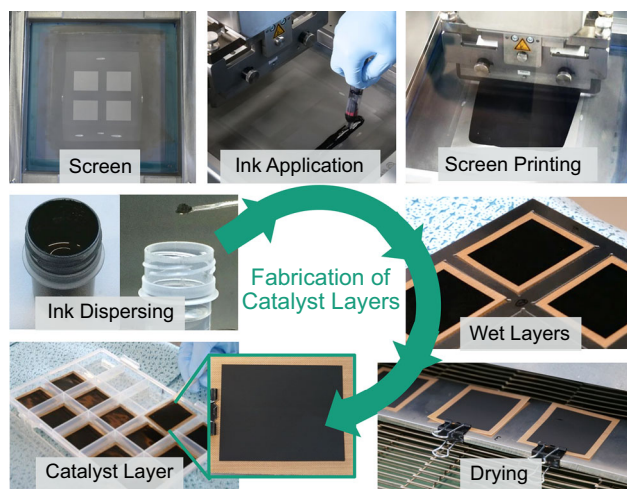 Screen
Ink Application
Screen Printing
Ink Dispersing
Fabrication of
Catalyst Layers
Wet Layers
Catalyst Layer
Drying